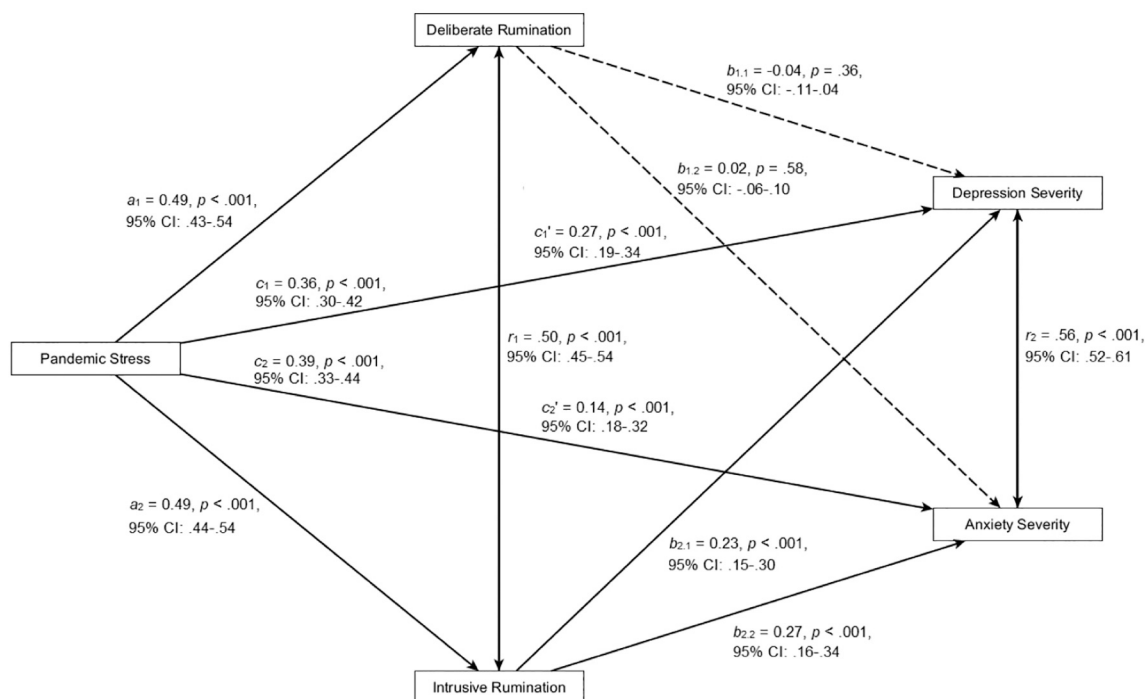 Deliberate Rumination
b1.1 = -0.04, p = .36,
95% CI: -.11-.04
b1.2 = 0.02, p = .58,
95% CI: -.06-.10
Depression Severity
a1 = 0.49, p < .001,
95% CI: .43-.54
c1' = 0.27, p < .001,
95% CI: .19-.34
c1 = 0.36, p < .001,
95% CI: .30-.42
Pandemic Stress
r1 = .50, p < .001,
95% CI: .45-.54
r2 = .56, p < .001,
95% CI: .52-.61
c2 = 0.39, p < .001,
95% CI: .33-.44
c2' = 0.14, p < .001,
95% CI: .18-.32
a2 = 0.49, p < .001,
95% CI: .44-.54
Anxiety Severity
b2.1 = 0.23, p < .001,
95% CI: .15-.30
b2.2 = 0.27, p < .001,
95% CI: .16-.34
Intrusive Rumination